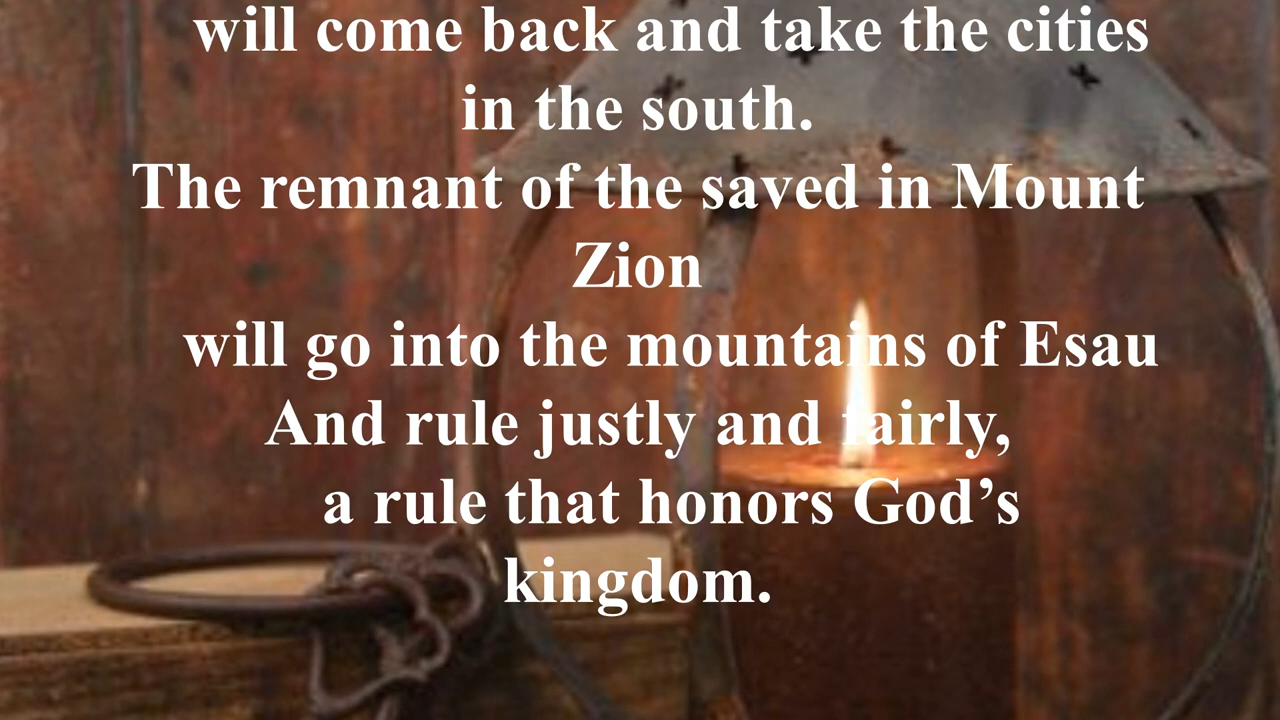 will come back and take the cities
in the south.
The remnant of the saved in Mount
Zion
will go into the mountains of Esau
And rule justly and fairly,
a rule that honors God’s
kingdom.